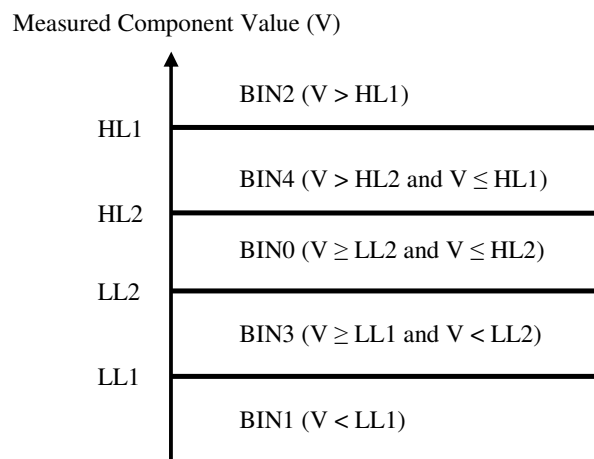 Measured Component Value (V)
BIN2 (V > HL1)
HL1
BIN4 (V > HL2 and V ≤ HL1)
HL2
BIN0 (V ≥ LL2 and V ≤ HL2)
LL2
BIN3 (V ≥ LL1 and V < LL2)
LL1
BIN1 (V < LL1)